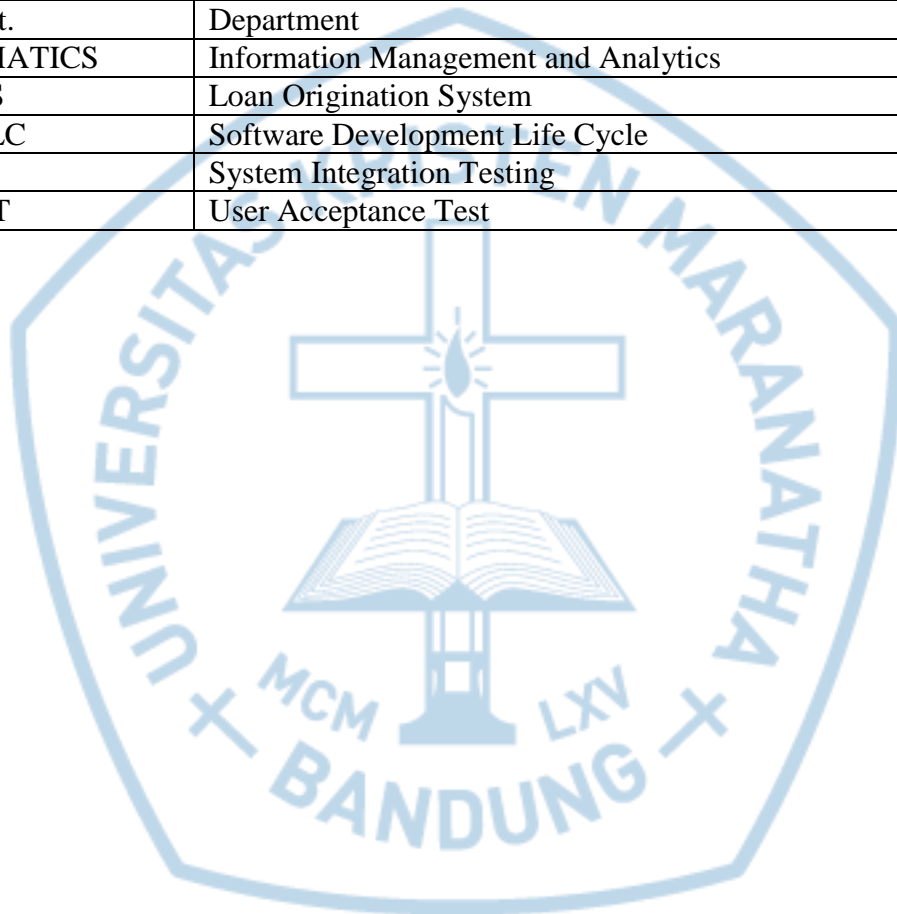 t. Department
MATICS Information Management and Analytics
S Loan Origination System
LC Software Development Life Cycle
System Integration Testing
T User Acceptance Test
UNIVERSITAS KRISTEN MARANATHA
MCM LXV
BANDUNG